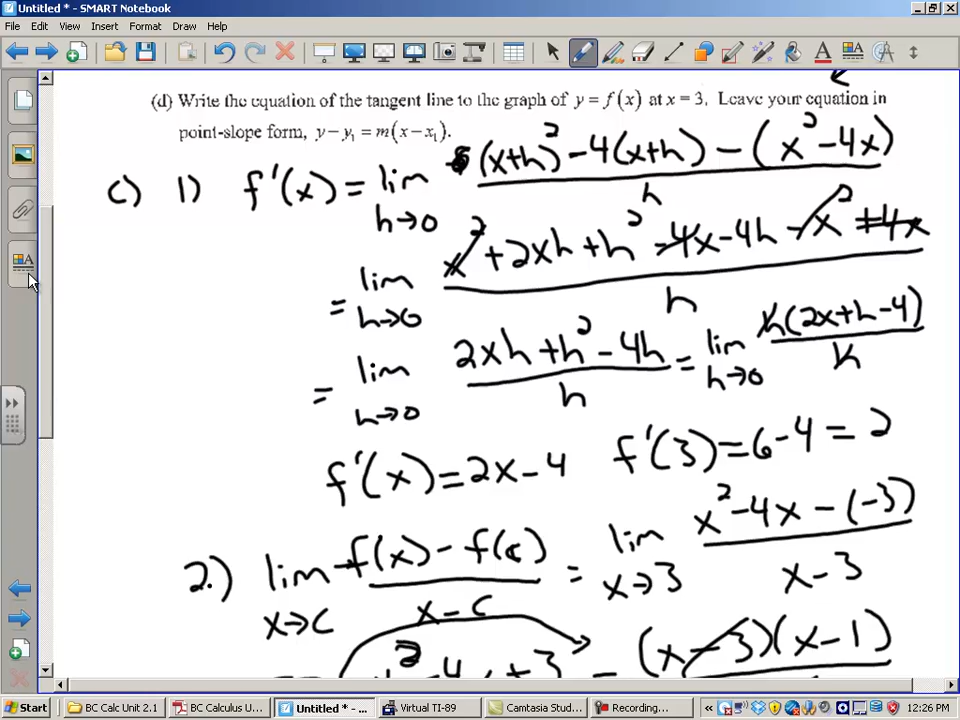 Untitled * - SMART Notebook
File Edit View Insert Format Draw Help
(d) Write the equation of the tangent line to the graph of y = f(x) at x = 3. Leave your equation in
point-slope form, y − y₁ = m(x − x₁).
c) 1) f'(x) = lim h→0 (x+h)² − 4(x+h) − (x² − 4x) / h
= lim h→0 x² + 2xh + h² − 4x − 4h − x² + 4x / h
= lim h→0 2xh + h² − 4h / h = lim h→0 h(2x+h−4) / h
f'(x) = 2x − 4 f'(3) = 6 − 4 = 2
2.) lim x→c f(x) − f(c) / x − c = lim x→3 x² − 4x − (−3) / x − 3
= (x − 3)(x − 1)
Start BC Calc Unit 2.1 BC Calculus U... Untitled * - ... Virtual TI-89 Camtasia Stud... Recording... « 12:26 PM